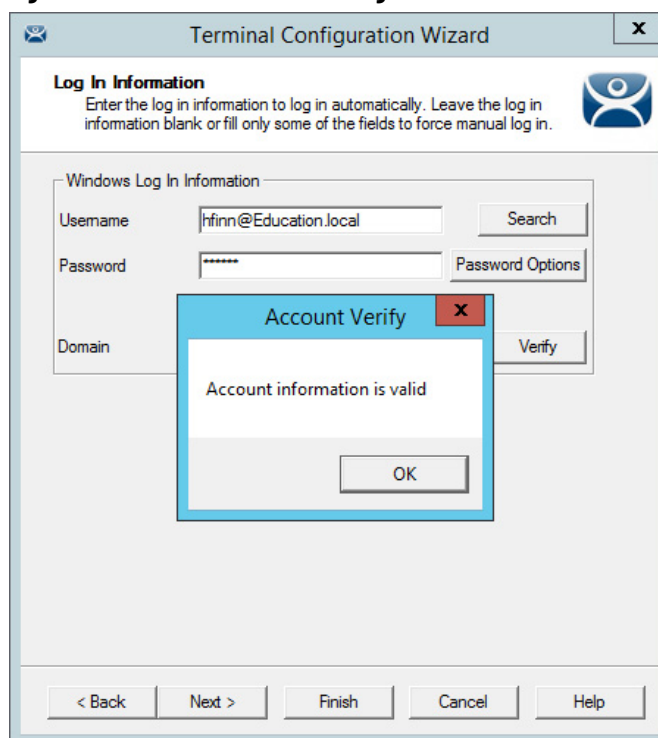 Terminal Configuration Wizard
x
Log In Information
Enter the log in information to log in automatically. Leave the log in
information blank or fill only some of the fields to force manual log in.
Windows Log In Information
Username
hfinn@Education.local
Search
Password
******
Password Options
Account Verify
x
Domain
Verify
Account information is valid
OK
< Back
Next >
Finish
Cancel
Help